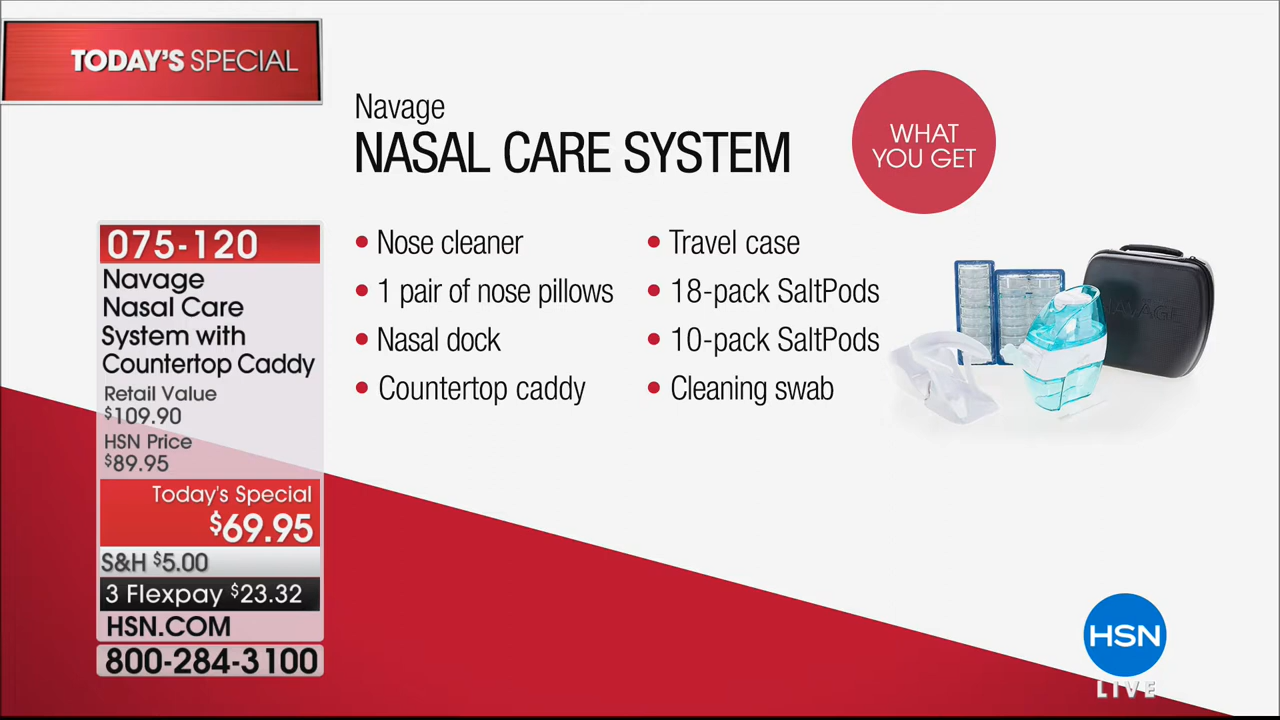 TODAY'S SPECIAL
Navage
NASAL CARE SYSTEM
WHAT
YOU GET
• Nose cleaner
• 1 pair of nose pillows
• Nasal dock
• Countertop caddy
• Travel case
• 18-pack SaltPods
• 10-pack SaltPods
• Cleaning swab
NAVAGE
075-120
Navage
Nasal Care
System with
Countertop Caddy
Retail Value
$109.90
HSN Price
$89.95
Today's Special
$69.95
S&H $5.00
3 Flexpay $23.32
HSN.COM
800-284-3100
HSN
LIVE